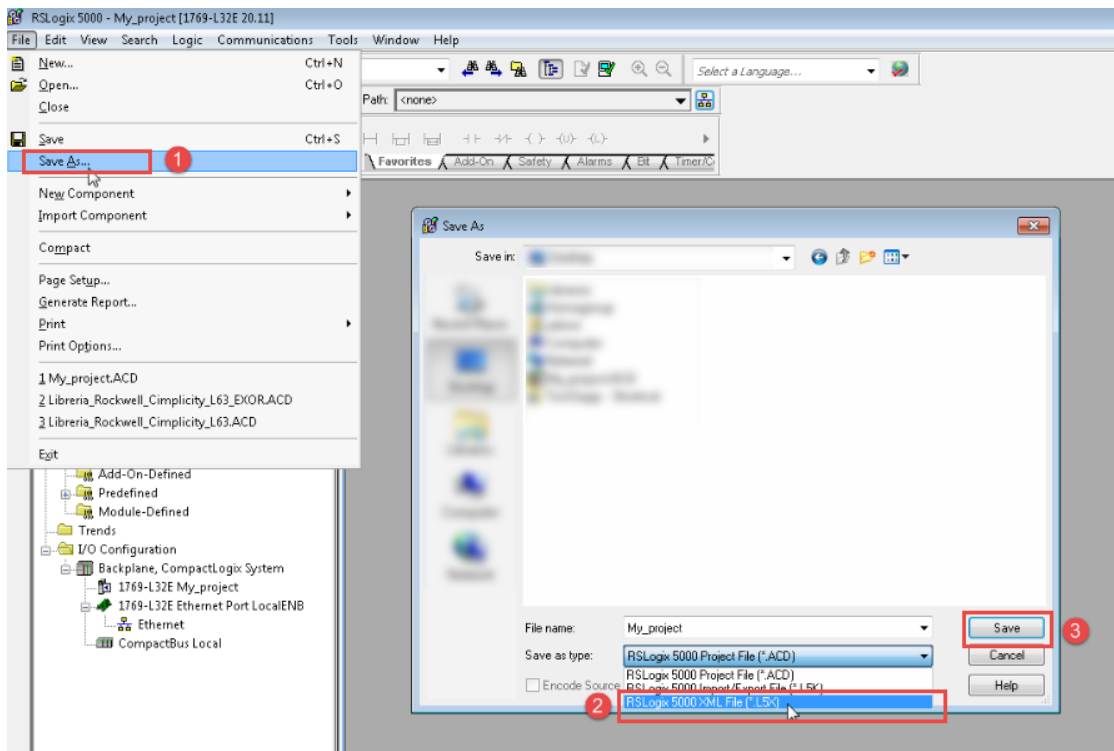 RSLogix 5000 - My_project [1769-L32E 20.11]
File Edit View Search Logic Communications Tools Window Help
New... Ctrl+N
Open... Ctrl+O
Close
Save Ctrl+S
Save As...
1
New Component
Import Component
Compact
Page Setup...
Generate Report...
Print
Print Options...
1 My_project.ACD
2 Libreria_Rockwell_Cimplicity_L63_EXOR.ACD
3 Libreria_Rockwell_Cimplicity_L63.ACD
Exit
Select a Language...
Path: <none>
Favorites Add-On Safety Alarms Bit Timer/C
Add-On-Defined
Predefined
Module-Defined
Trends
I/O Configuration
Backplane, CompactLogix System
1769-L32E My_project
1769-L32E Ethernet Port LocalENB
Ethernet
CompactBus Local
Save As
Save in:
File name: My_project
Save
3
Save as type: RSLogix 5000 Project File (*.ACD)
Cancel
RSLogix 5000 Project File (*.ACD)
Encode Source
RSLogix 5000 Import/Export File (*.L5K)
Help
2
RSLogix 5000 XML File (*.L5X)